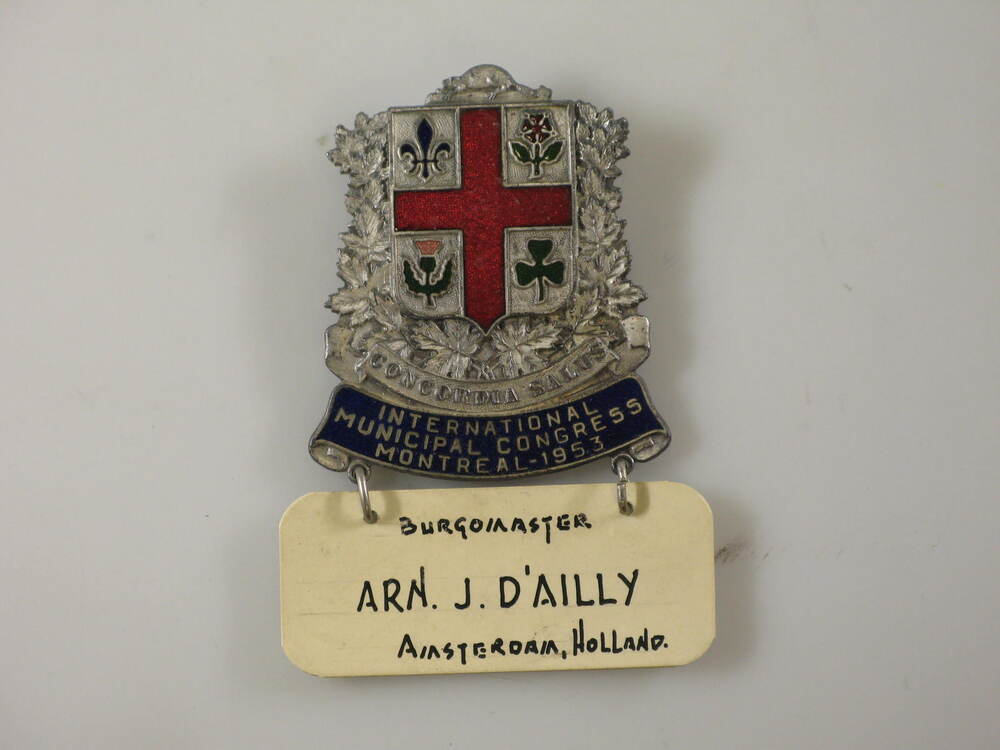 CONCORDIA SALUS
INTERNATIONAL
MUNICIPAL CONGRESS
MONTREAL-1953
BURGOMASTER
ARN. J. D'AILLY
AMSTERDAM, HOLLAND.